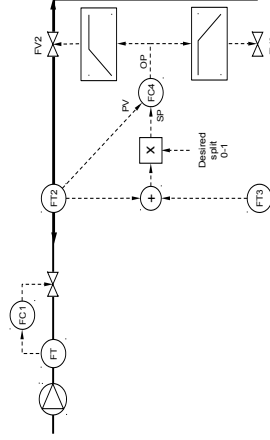 FC1
FT
FT2
FV2
PV
+
FT3
X
SP
FC4
OP
Desired
split
0-1